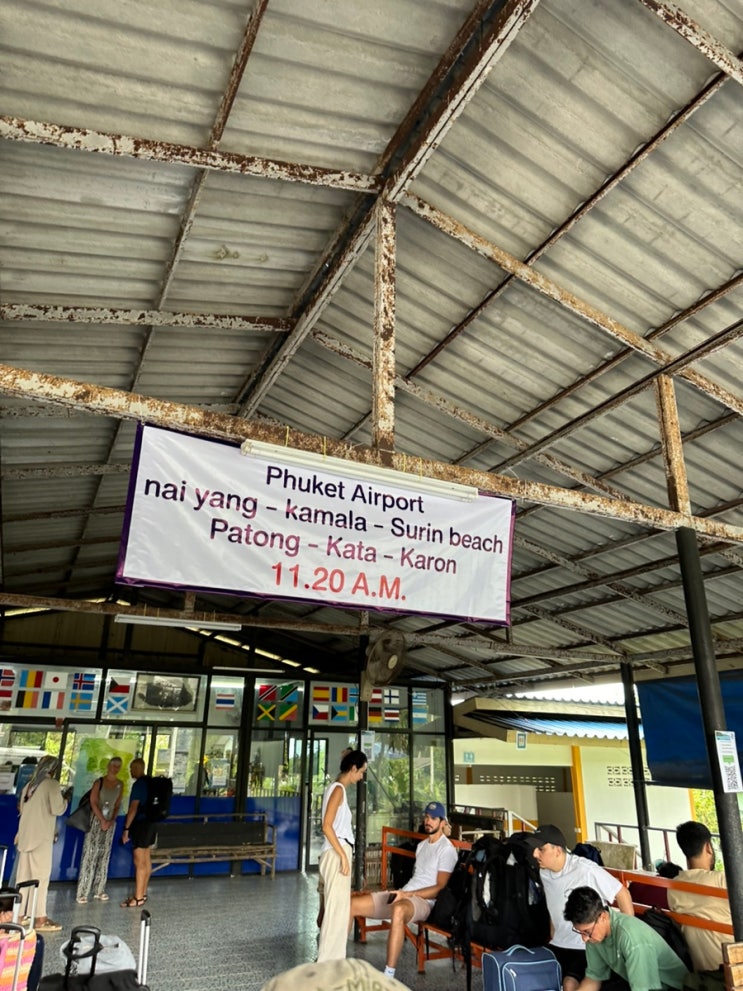 Phuket Airport
nai yang - kamala - Surin beach
Patong - Kata - Karon
11.20 A.M.